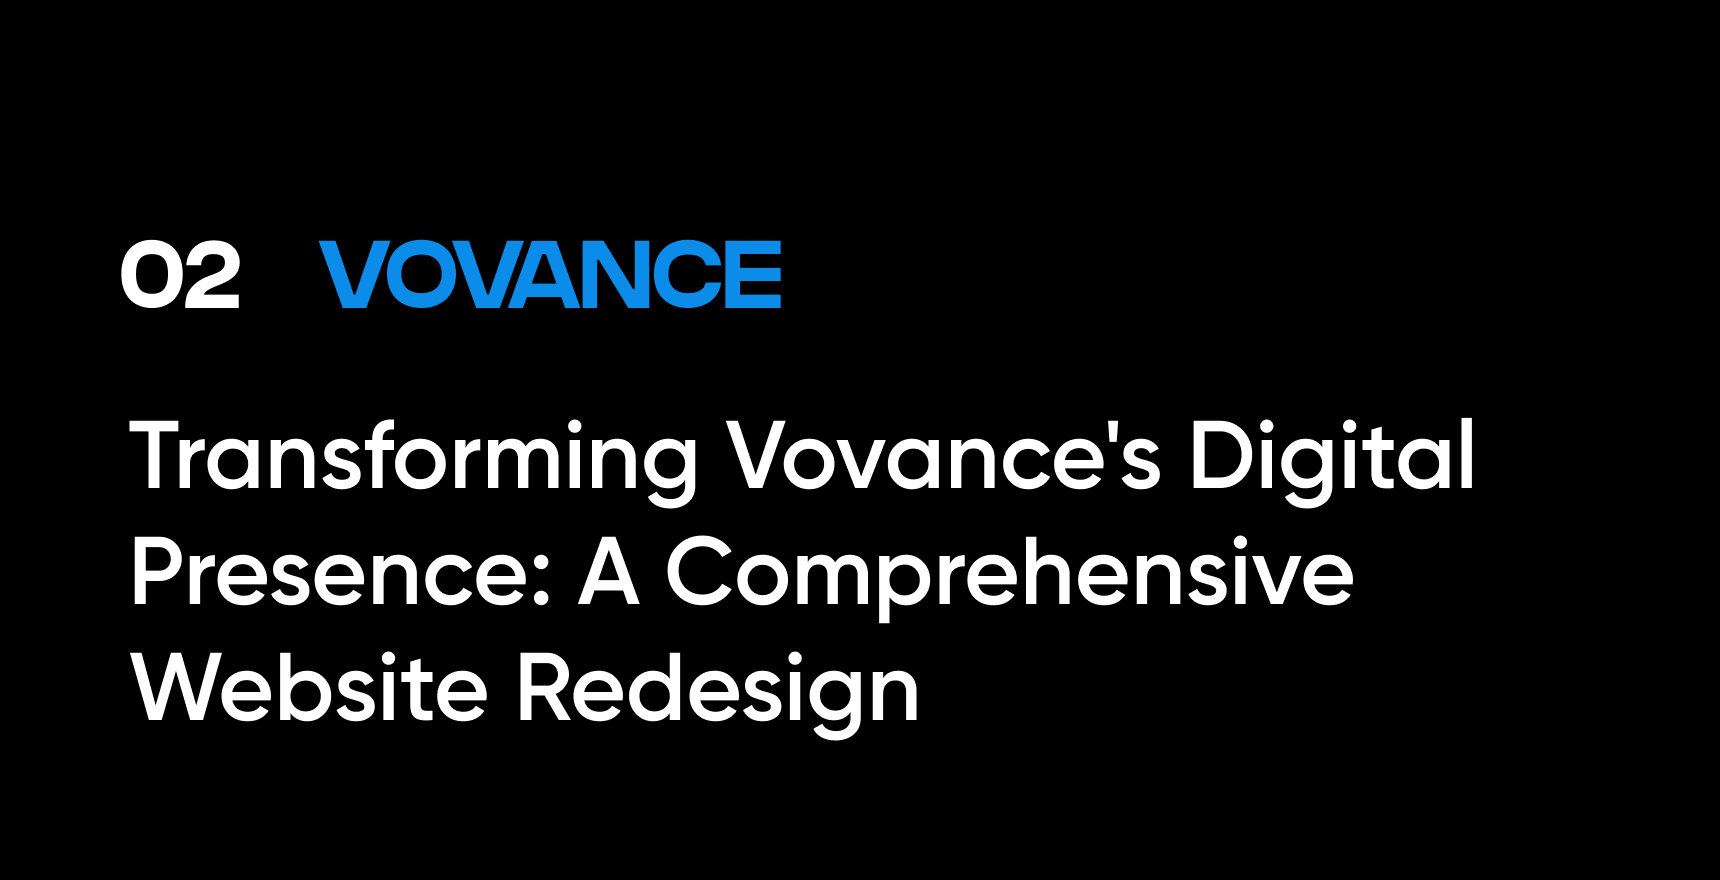 02 VOVANCE
Transforming Vovance's Digital
Presence: A Comprehensive
Website Redesign